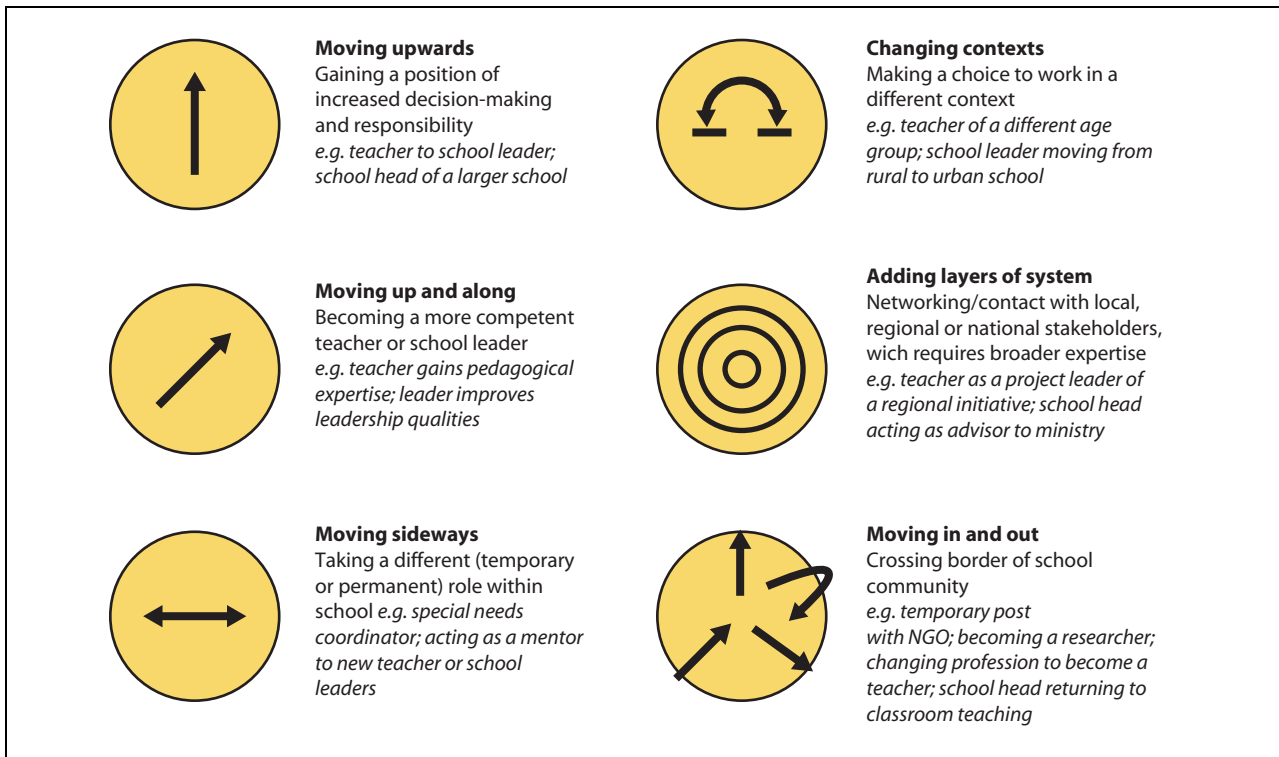 Moving upwards
Gaining a position of
increased decision-making
and responsibility
e.g. teacher to school leader;
school head of a larger school
Changing contexts
Making a choice to work in a
different context
e.g. teacher of a different age
group; school leader moving from
rural to urban school
Moving up and along
Becoming a more competent
teacher or school leader
e.g. teacher gains pedagogical
expertise; leader improves
leadership qualities
Adding layers of system
Networking/contact with local,
regional or national stakeholders,
wich requires broader expertise
e.g. teacher as a project leader of
a regional initiative; school head
acting as advisor to ministry
Moving sideways
Taking a different (temporary
or permanent) role within
school e.g. special needs
coordinator; acting as a mentor
to new teacher or school
leaders
Moving in and out
Crossing border of school
community
e.g. temporary post
with NGO; becoming a researcher;
changing profession to become a
teacher; school head returning to
classroom teaching